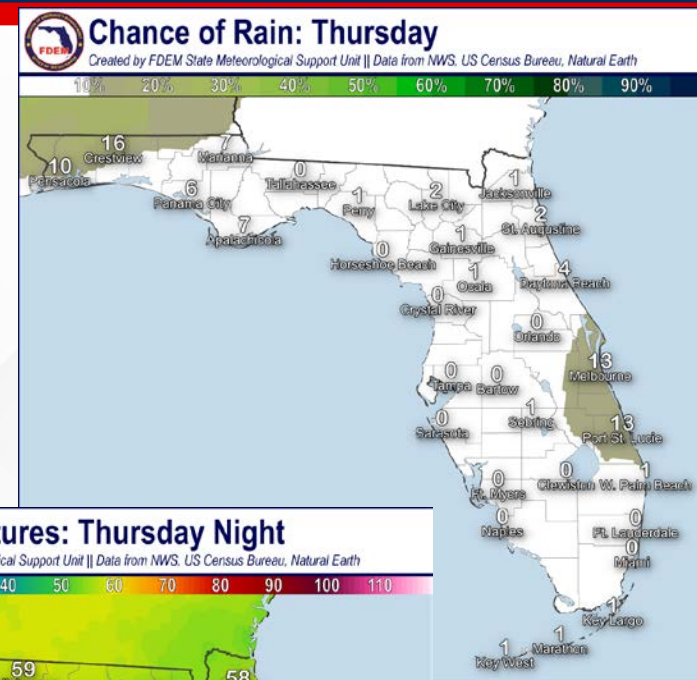 FDEM
Chance of Rain: Thursday
Created by FDEM State Meteorological Support Unit || Data from NWS, US Census Bureau, Natural Earth
10% 20% 30% 40% 50% 60% 70% 80% 90%
16
Crestview
7
Marianna
10
Pensacola
0
Tallahassee
1
Jacksonville
6
Panama City
1
Perry
2
Lake City
2
St. Augustine
7
Apalachicola
1
Gainesville
0
Horseshoe Beach
1
Ocala
4
Daytona Beach
0
Crystal River
0
Orlando
13
Melbourne
0
Tampa
0
Bartow
0
Sarasota
1
Sebring
13
Port St. Lucie
0
Ft. Myers
0
Clewiston
1
W. Palm Beach
0
Naples
0
Ft. Lauderdale
0
Miami
1
Key Largo
1
Marathon
1
Key West
tures: Thursday Night
ical Support Unit || Data from NWS, US Census Bureau, Natural Earth
40 50 60 70 80 90 100 110
59
58